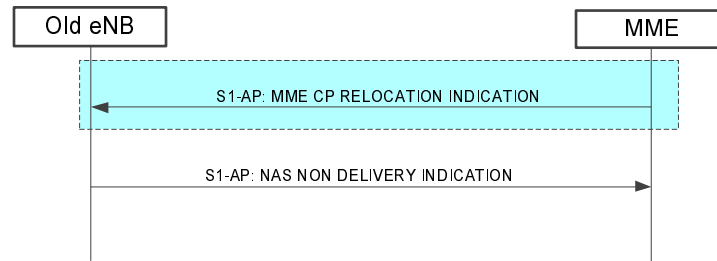 Old eNB
MME
S1-AP: MME CP RELOCATION INDICATION
S1-AP: NAS NON DELIVERY INDICATION